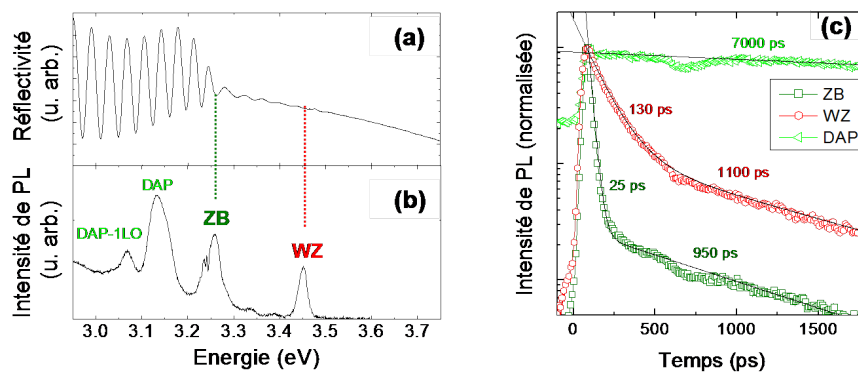 (a)
Réflectivité
(u. arb.)
(b)
DAP
DAP-1LO
ZB
WZ
Intensité de PL
(u. arb.)
3.0 3.1 3.2 3.3 3.4 3.5 3.6 3.7
Energie (eV)
(c)
7000 ps
ZB
WZ
DAP
130 ps
1100 ps
25 ps
950 ps
Intensité de PL (normalisée)
0 500 1000 1500
Temps (ps)